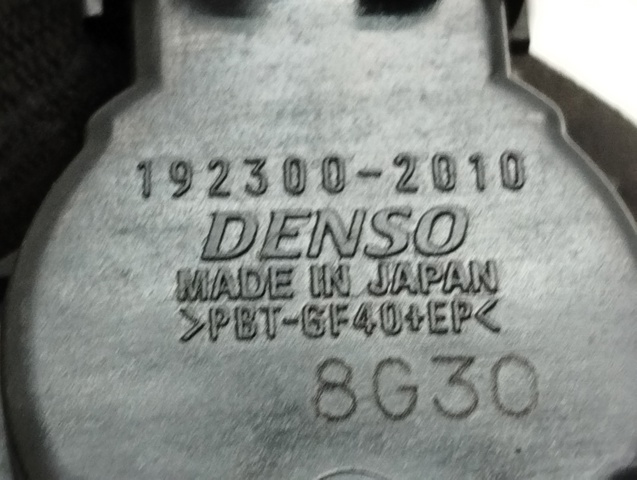 192300-2010
DENSO
MADE IN JAPAN
>PBT-GF40+EP<
8G30